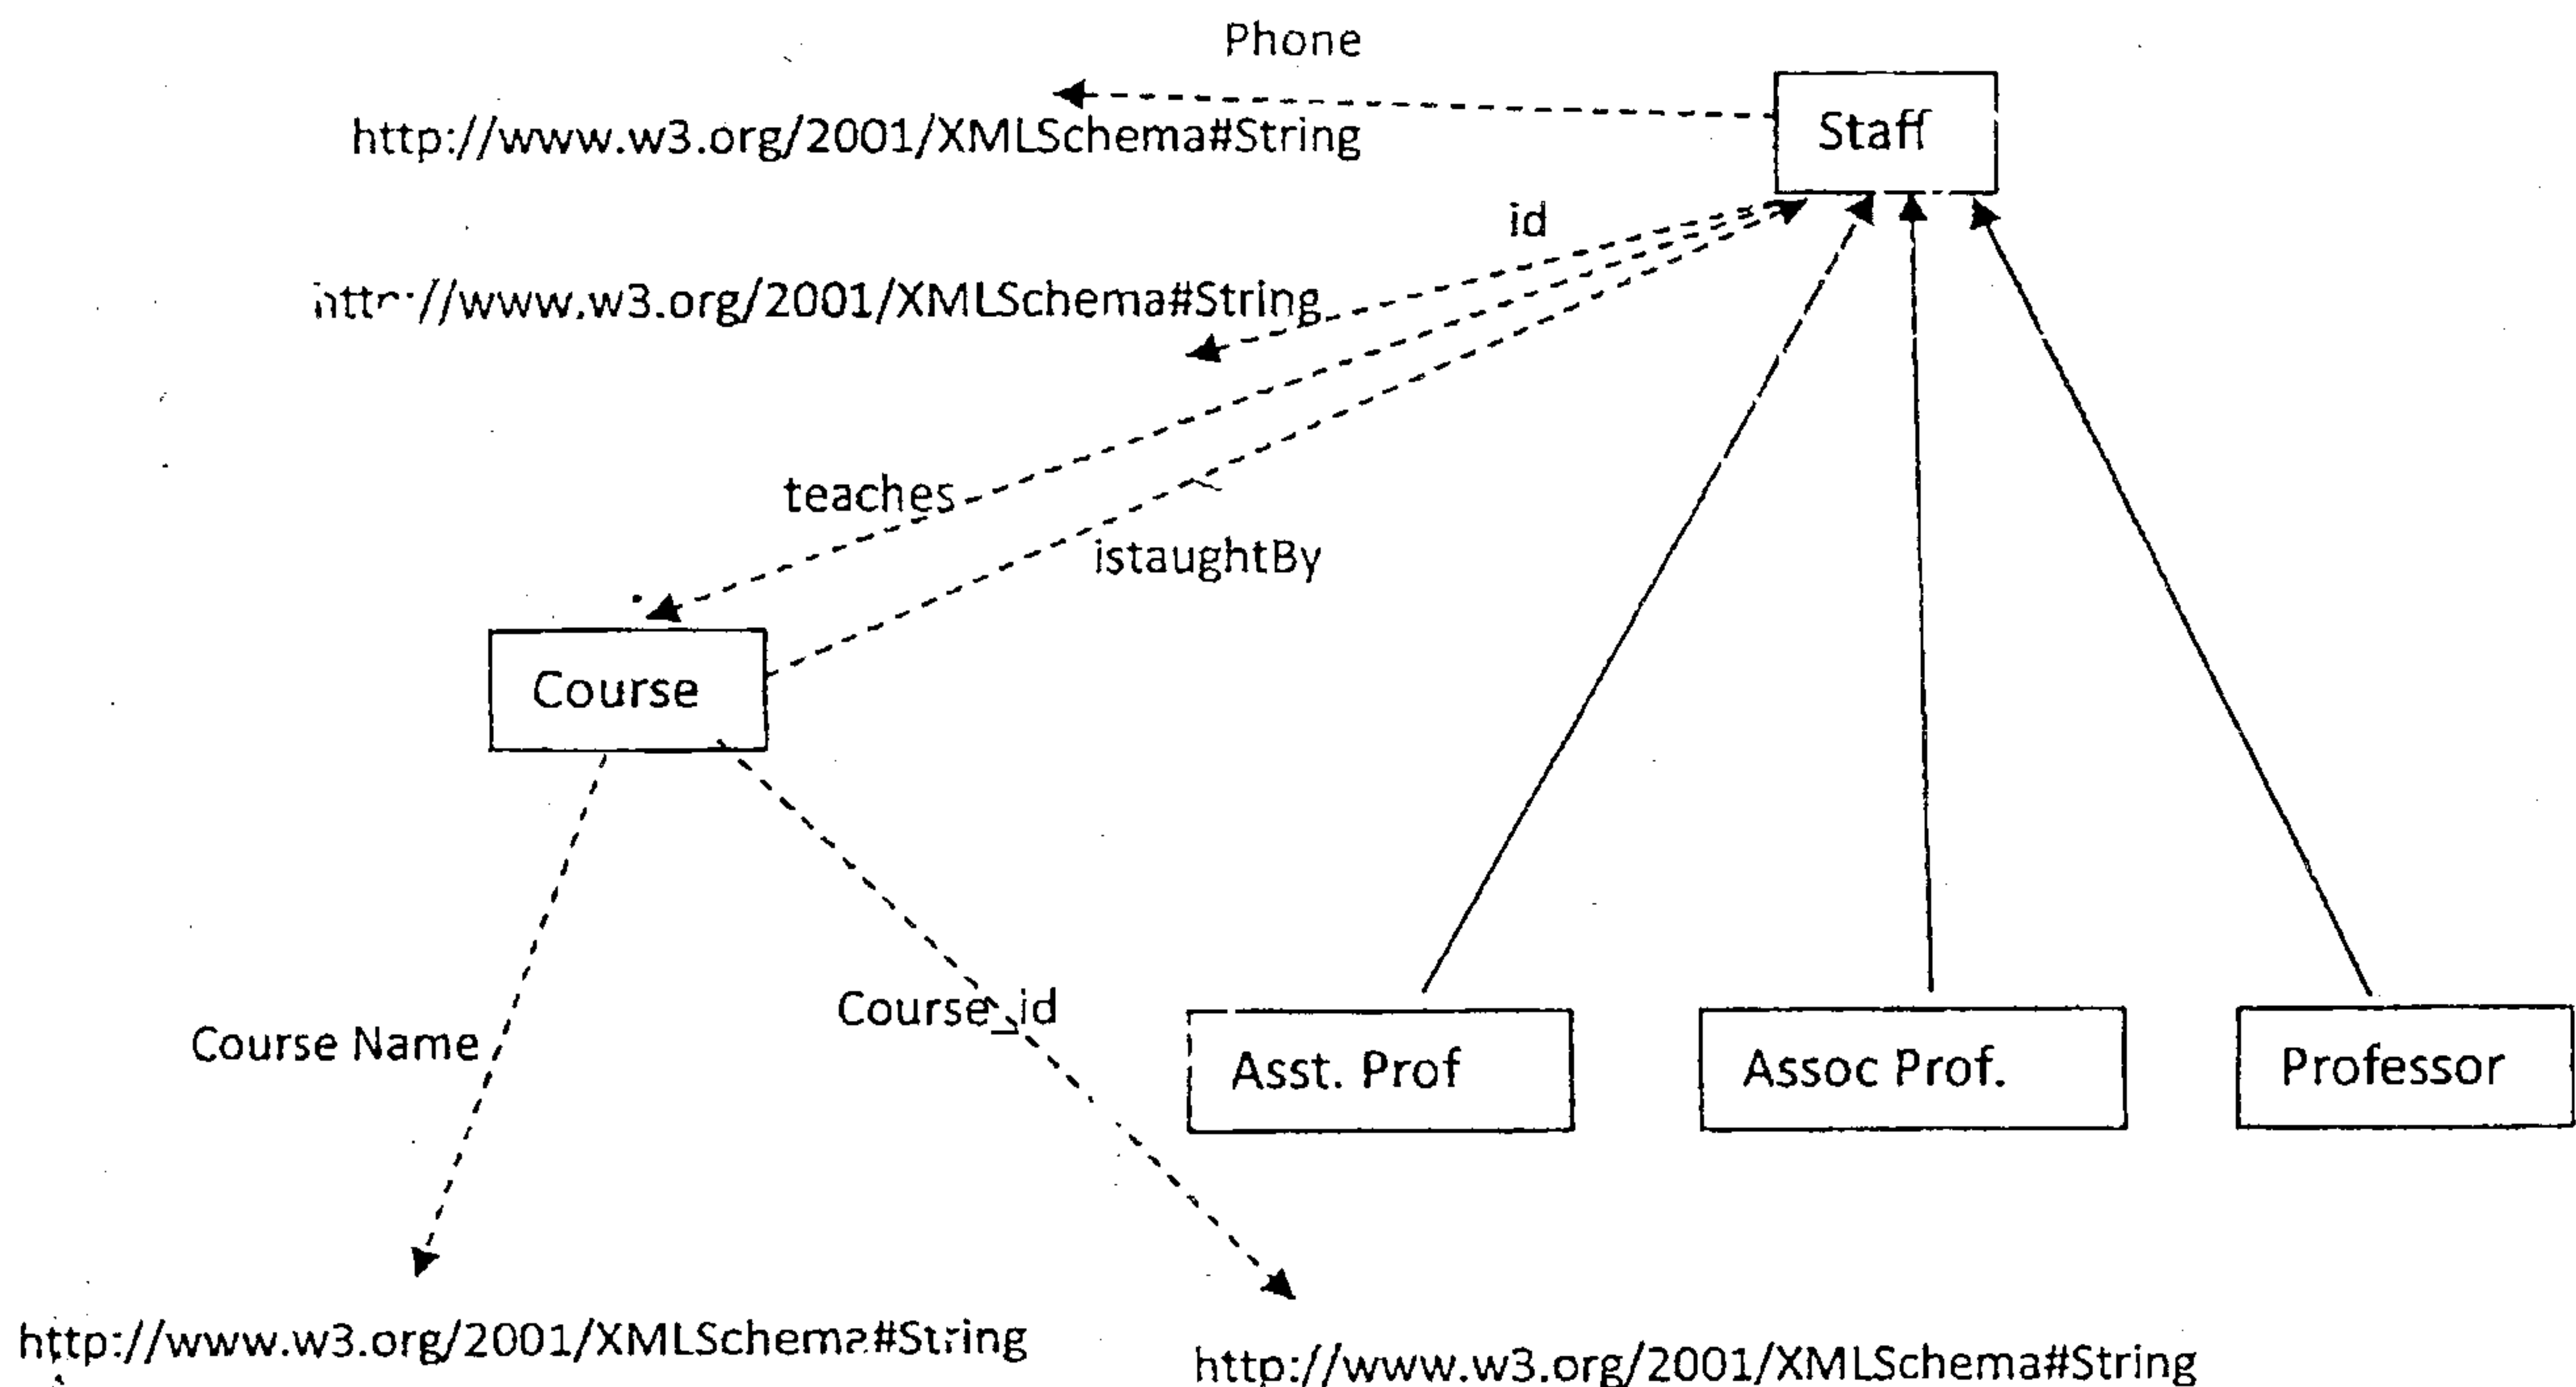 Phone
Staff
http://www.w3.org/2001/XMLSchema#String
id
http://www.w3.org/2001/XMLSchema#String
teaches
istaughtBy
Course
Course Name
Course_id
Asst. Prof
Assoc Prof.
Professor
http://www.w3.org/2001/XMLSchema#String
http://www.w3.org/2001/XMLSchema#String